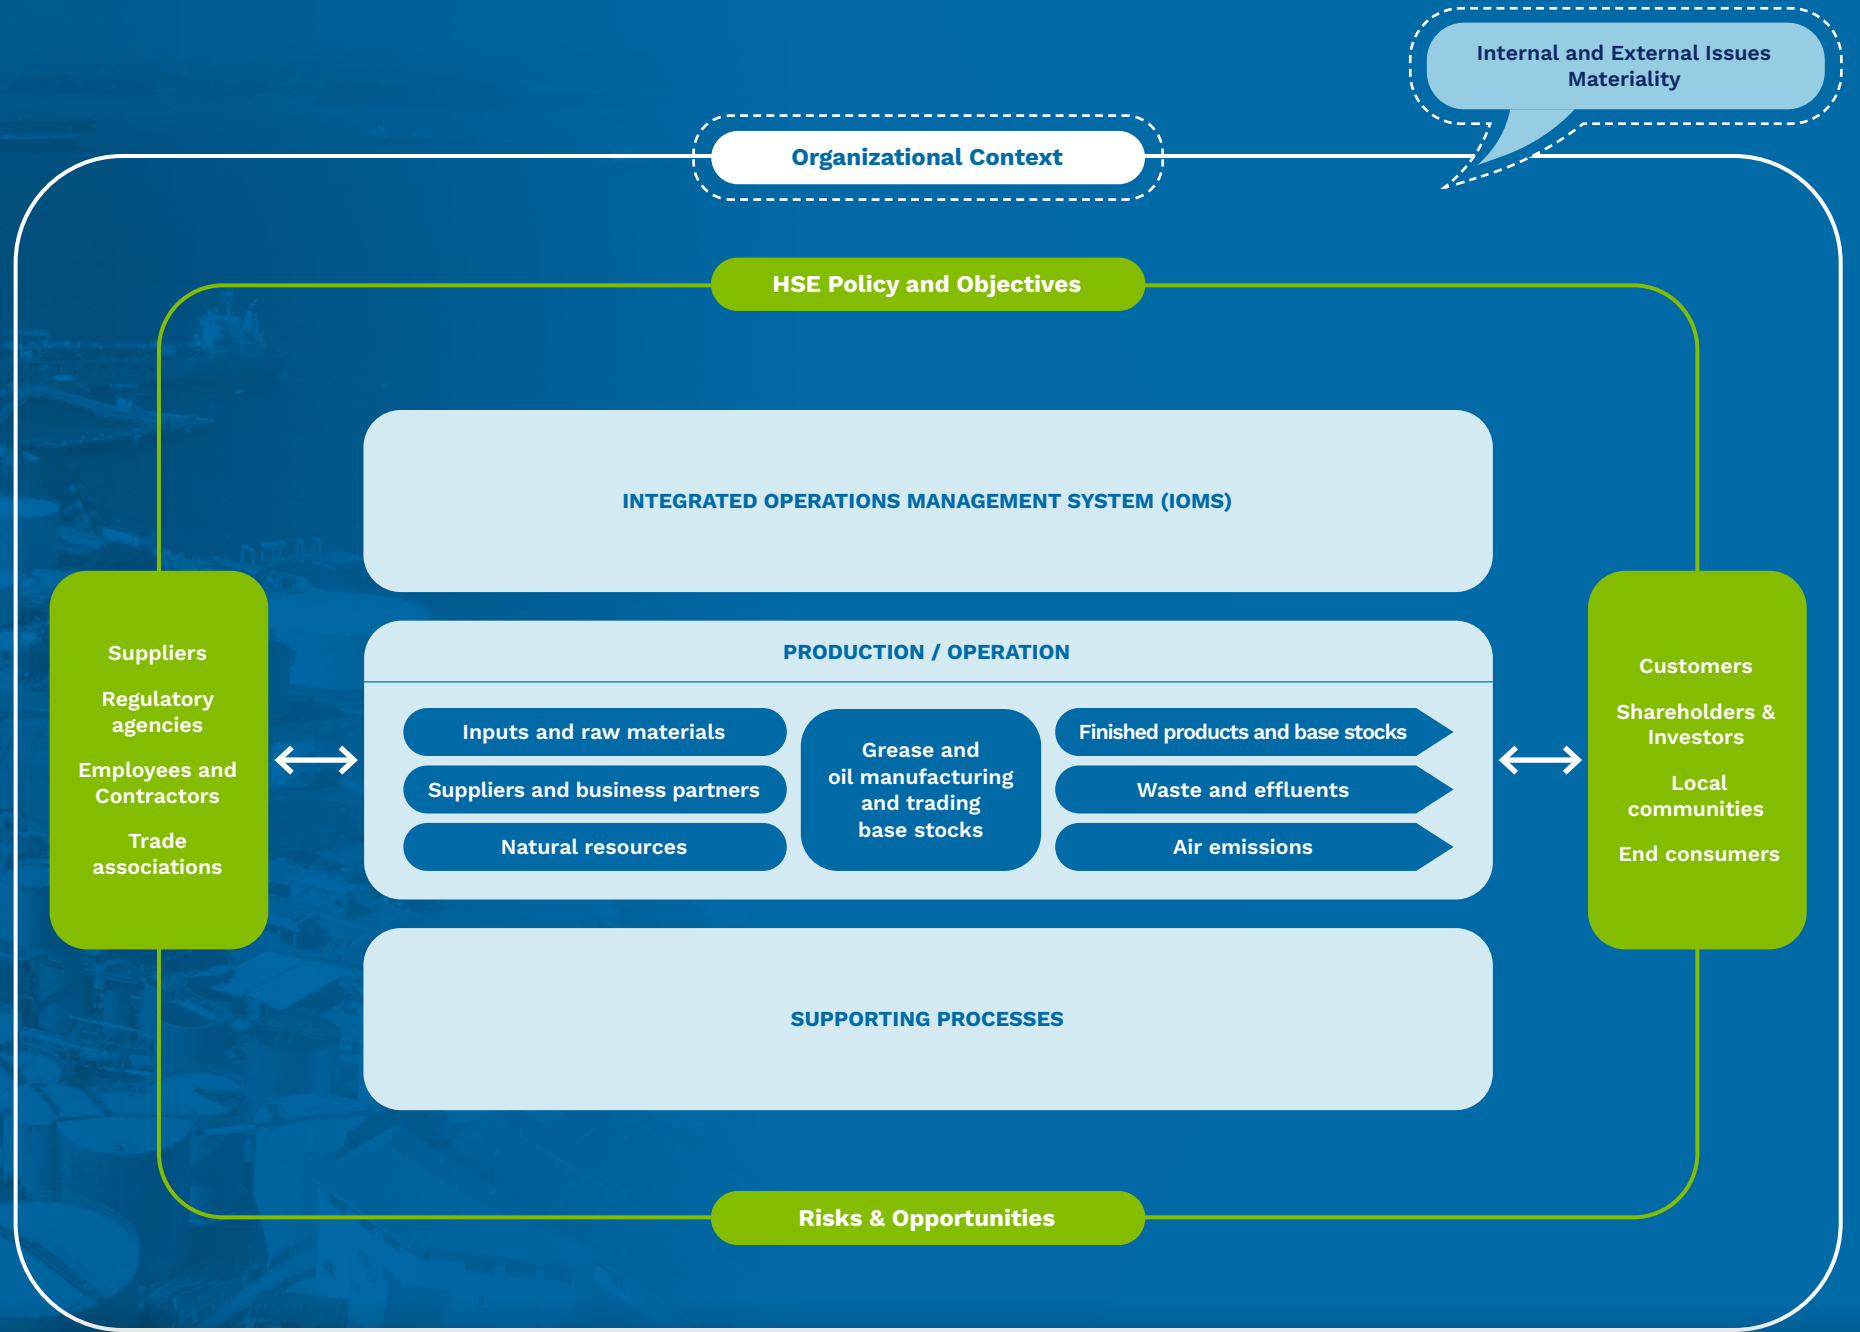 Internal and External Issues
Materiality
Organizational Context
HSE Policy and Objectives
INTEGRATED OPERATIONS MANAGEMENT SYSTEM (IOMS)
Suppliers
Regulatory
agencies
Employees and
Contractors
Trade
associations
PRODUCTION / OPERATION
Inputs and raw materials
Suppliers and business partners
Natural resources
Grease and
oil manufacturing
and trading
base stocks
Finished products and base stocks
Waste and effluents
Air emissions
Customers
Shareholders &
Investors
Local
communities
End consumers
SUPPORTING PROCESSES
Risks & Opportunities